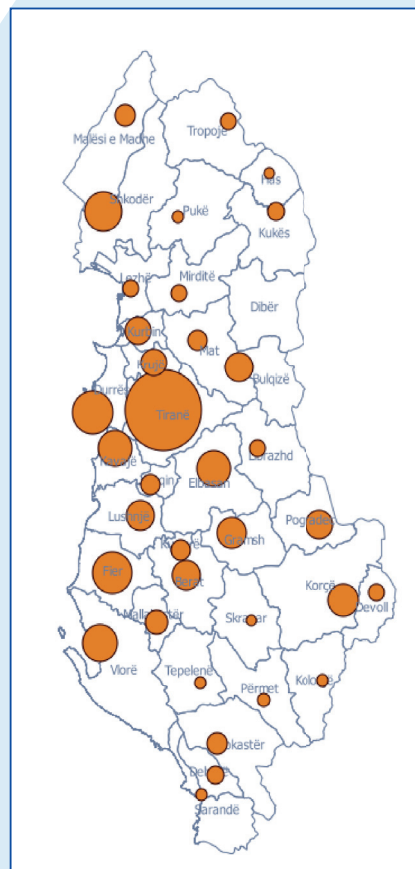 Tropojë
Malësi e Madhe
Has
Shkodër
Pukë
Kukës
Lezhë
Mirditë
Dibër
Kurbin
Mat
Krujë
Bulqizë
Durrës
Tiranë
Kavajë
Librazhd
Elbasan
Lushnje
Pogradec
Gramsh
Fier
Berat
Korçë
Devoll
Skrapar
Vlorë
Tepelenë
Përmet
Kolonjë
Sarandë